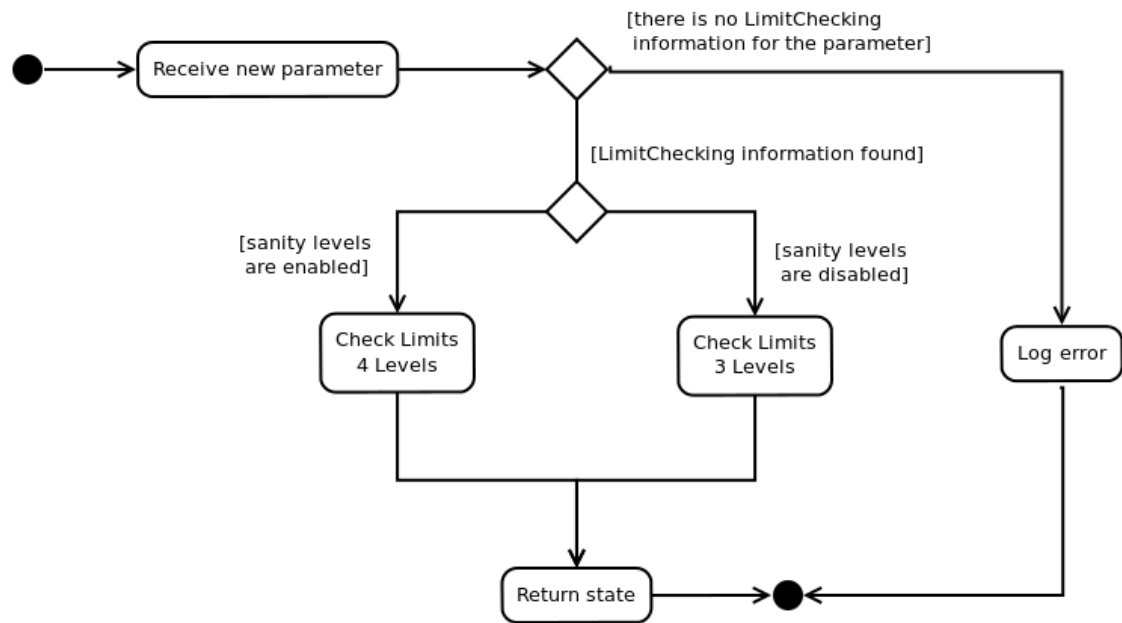 [there is no LimitChecking
information for the parameter]
Receive new parameter
[LimitChecking information found]
[sanity levels
are enabled]
[sanity levels
are disabled]
Check Limits
4 Levels
Check Limits
3 Levels
Log error
Return state